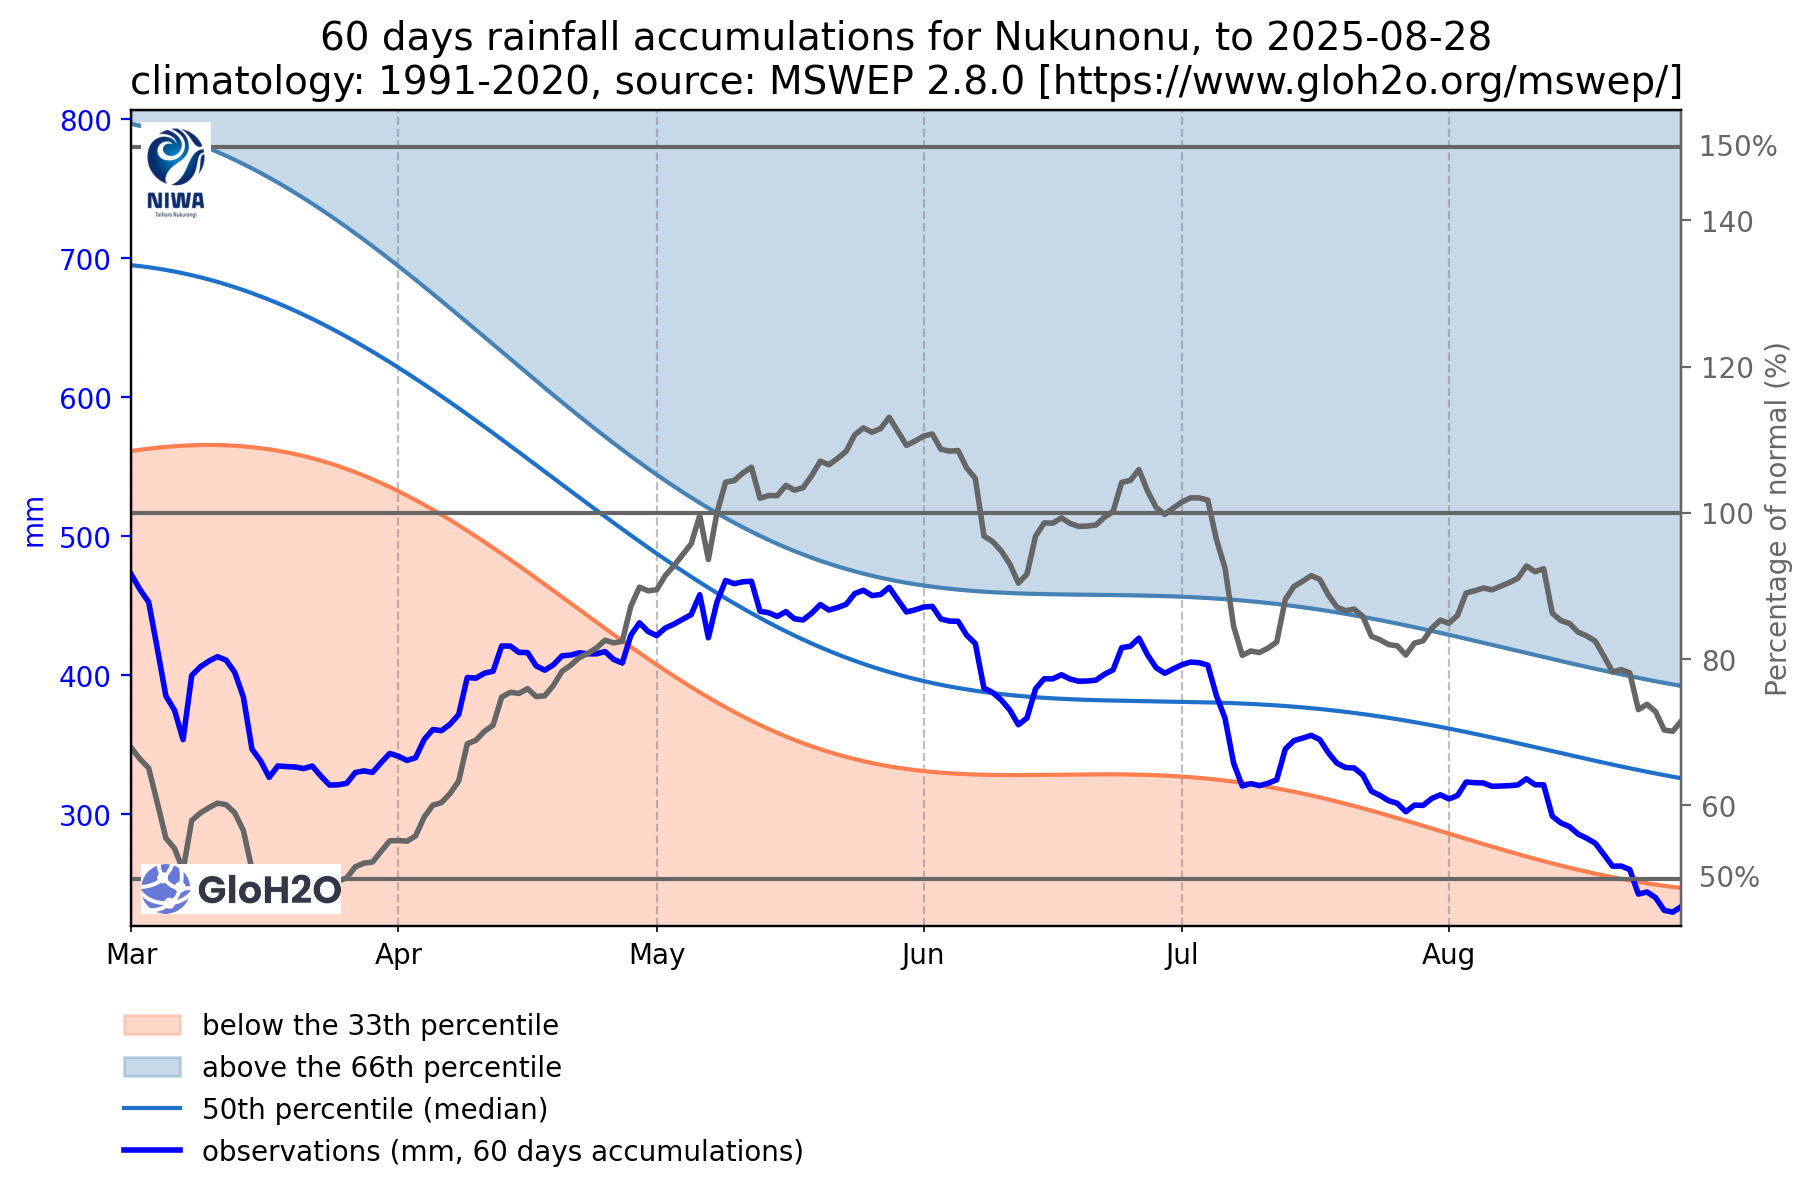 60 days rainfall accumulations for Nukunonu, to 2025-08-28
climatology: 1991-2020, source: MSWEP 2.8.0 [https://www.gloh2o.org/mswep/]
800
700
600
500
400
300
mm
NIWA
Taihoro Nukurangi
GloH2O
150%
140
120
100
80
60
50%
Percentage of normal (%)
Mar
Apr
May
Jun
Jul
Aug
below the 33th percentile
above the 66th percentile
50th percentile (median)
observations (mm, 60 days accumulations)